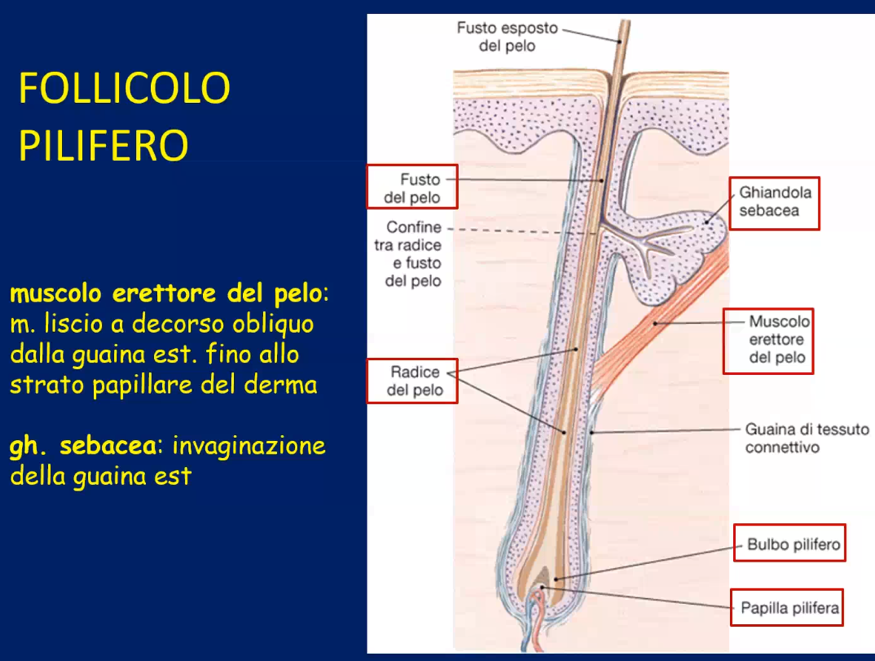 FOLLICOLO
PILIFERO
muscolo erettore del pelo:
m. liscio a decorso obliquo
dalla guaina est. fino allo
strato papillare del derma
gh. sebacea: invaginazione
della guaina est
Fusto esposto
del pelo
Fusto
del pelo
Confine
tra radice
e fusto
del pelo
Radice
del pelo
Ghiandola
sebacea
Muscolo
erettore
del pelo
Guaina di tessuto
connettivo
Bulbo pilifero
Papilla pilifera